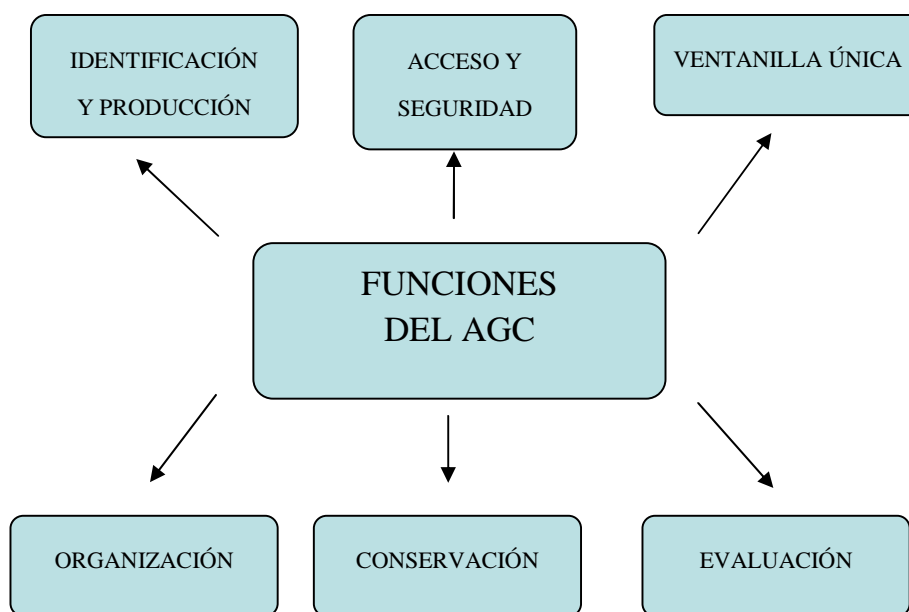 IDENTIFICACIÓN
Y PRODUCCIÓN
ACCESO Y
SEGURIDAD
VENTANILLA ÚNICA
FUNCIONES
DEL AGC
ORGANIZACIÓN
CONSERVACIÓN
EVALUACIÓN